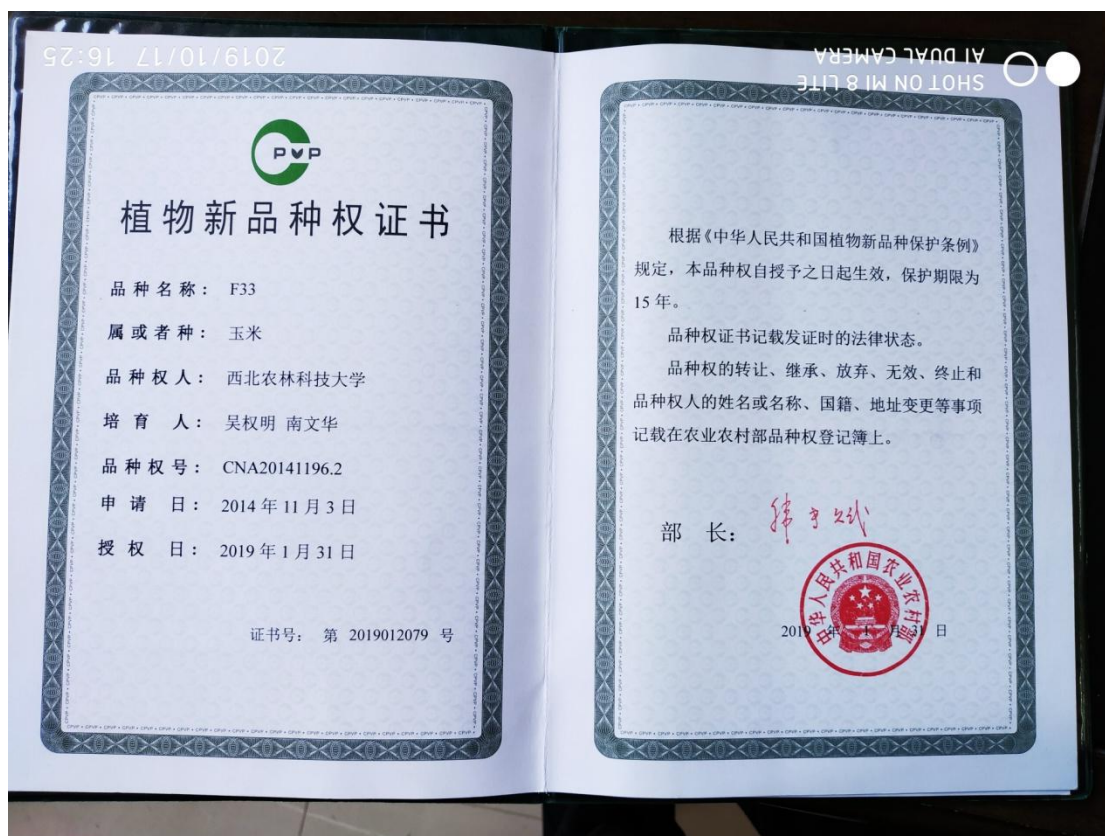 2019/10/17 16:25
SHOT ON MI 8 LITE
AI DUAL CAMERA
PVP
植物新品种权证书
品种名称： F33
属或者种： 玉米
品种权人： 西北农林科技大学
培育人： 吴权明 南文华
品种权号： CNA20141196.2
申请日： 2014年11月3日
授权日： 2019年1月31日
证书号： 第 2019012079 号
根据《中华人民共和国植物新品种保护条例》
规定，本品种权自授予之日起生效，保护期限为
15年。
品种权证书记载发证时的法律状态。
品种权的转让、继承、放弃、无效、终止和
品种权人的姓名或名称、国籍、地址变更等事项
记载在农业农村部品种权登记簿上。
部 长：
中华人民共和国农业农村部
2019 年 1 月 31 日